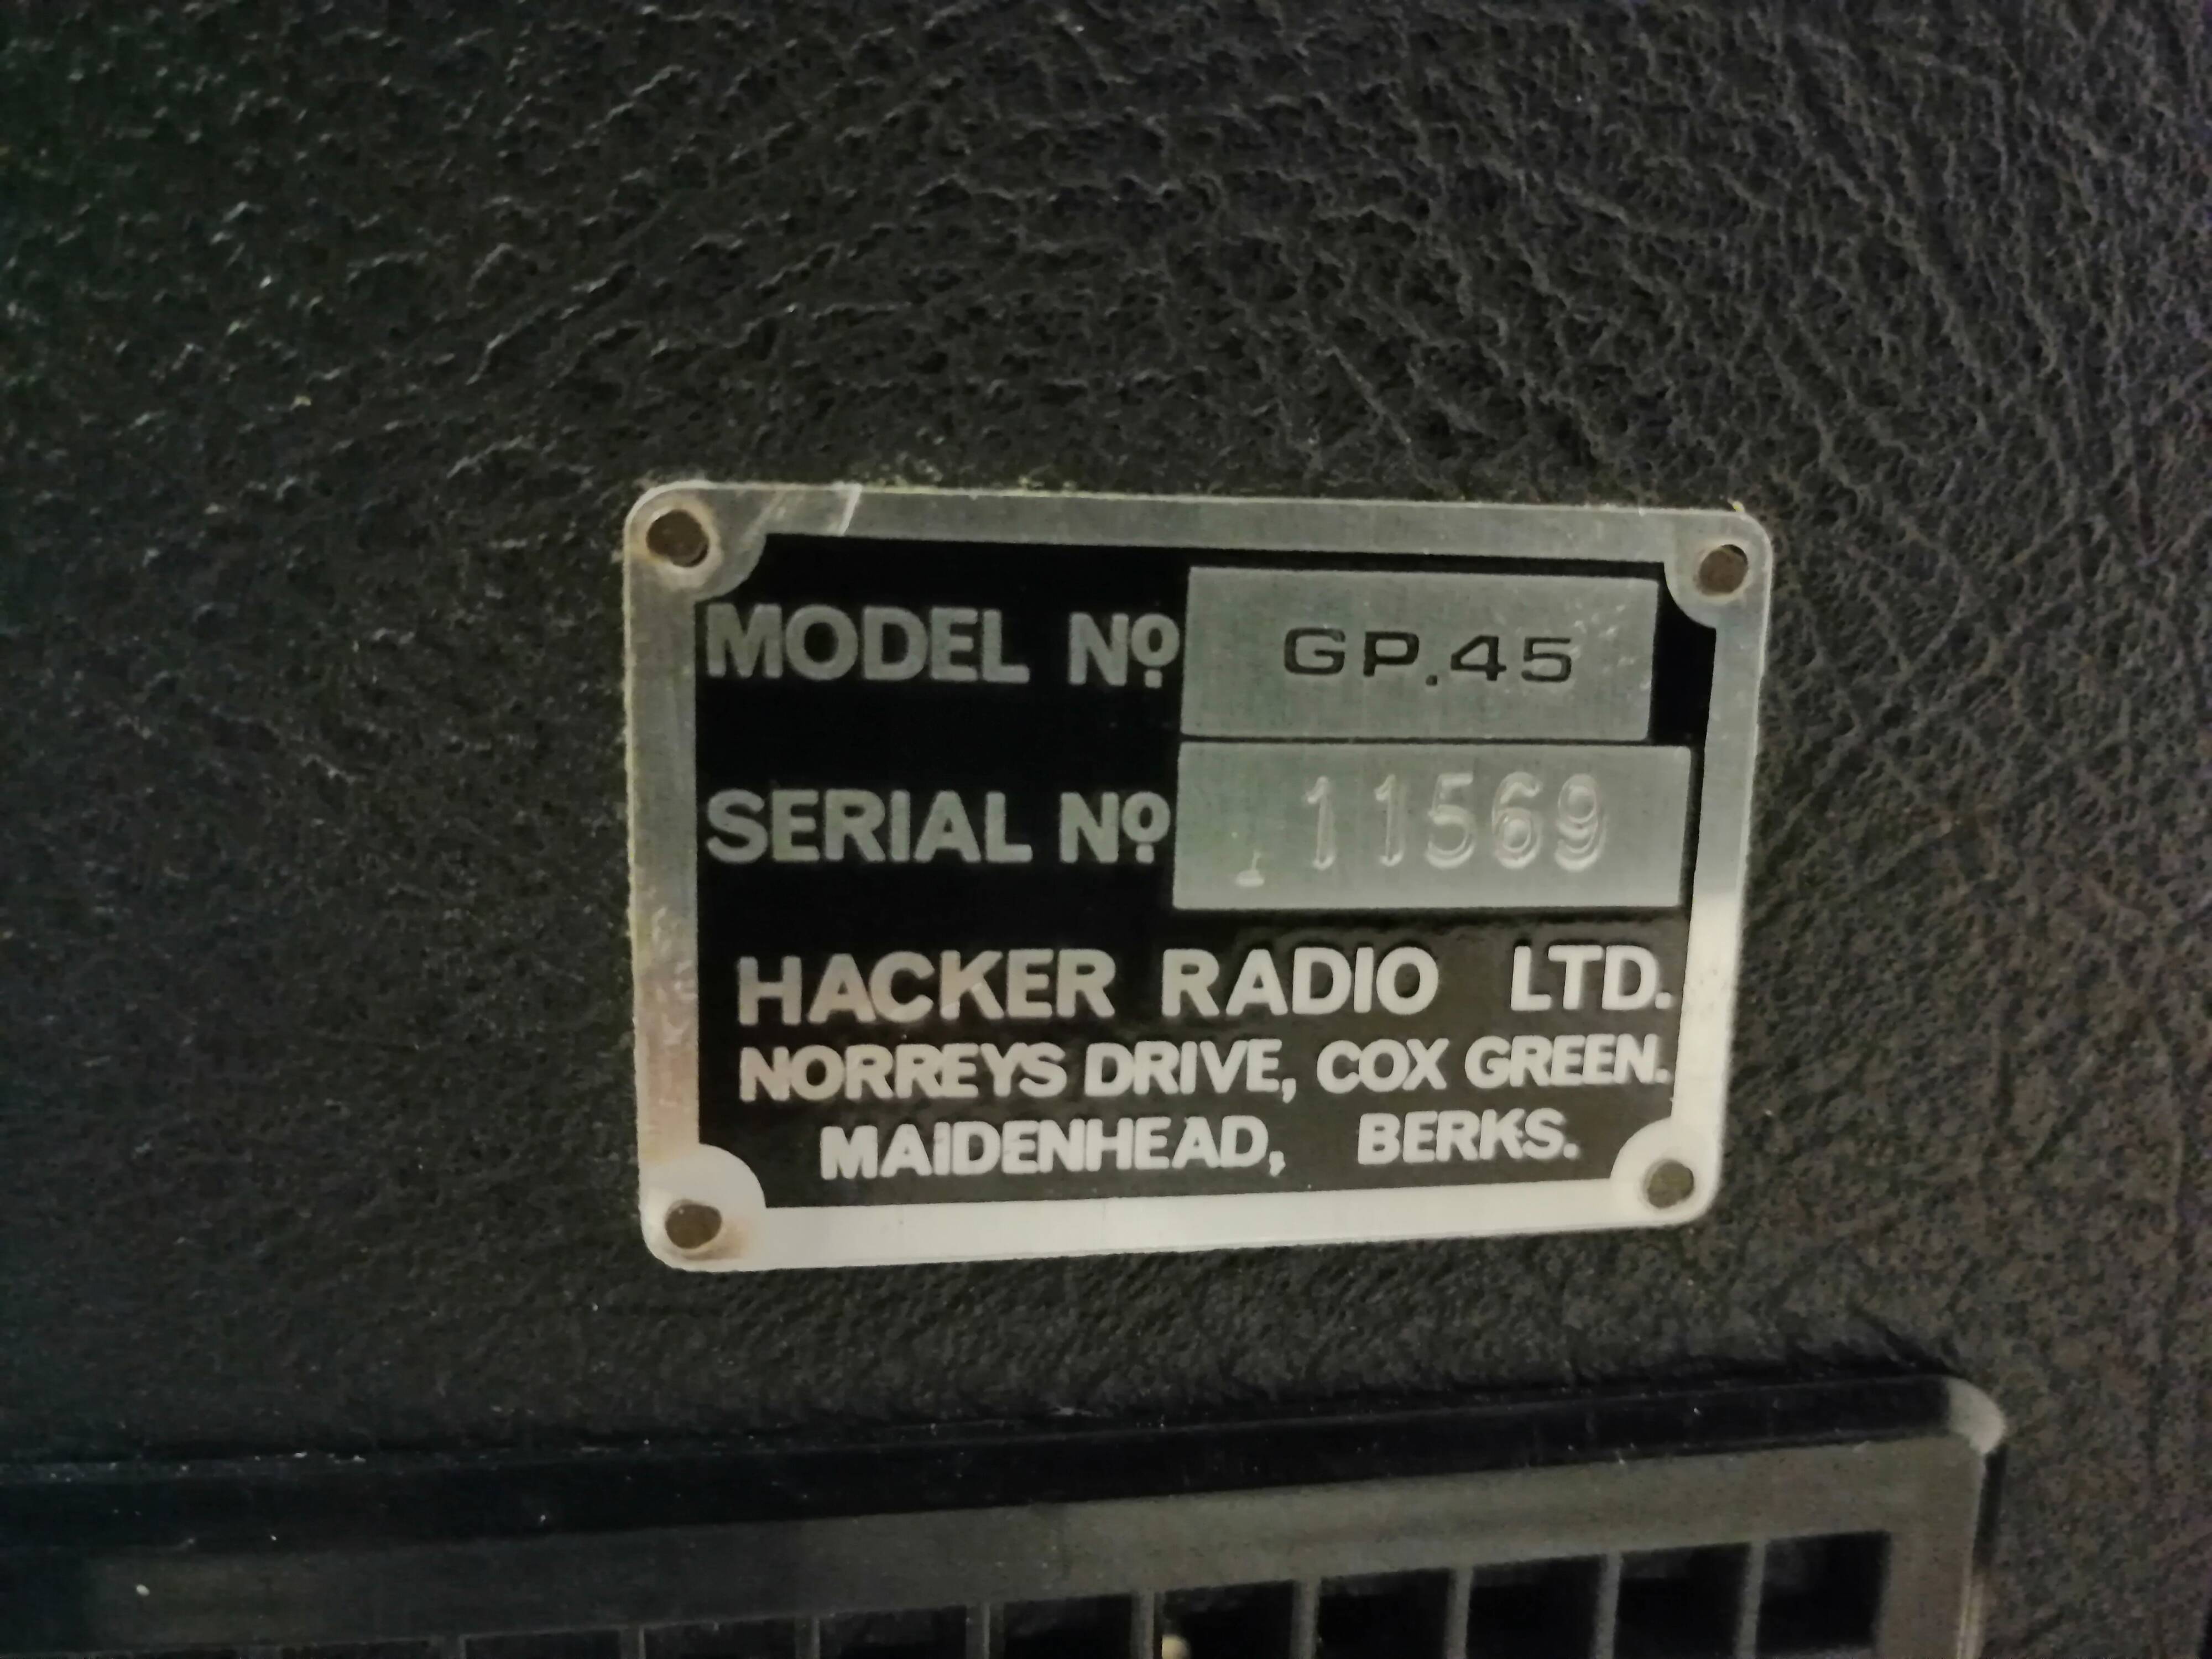 MODEL Nº GP.45
SERIAL Nº 11569
HACKER RADIO LTD.
NORREYS DRIVE, COX GREEN.
MAIDENHEAD, BERKS.